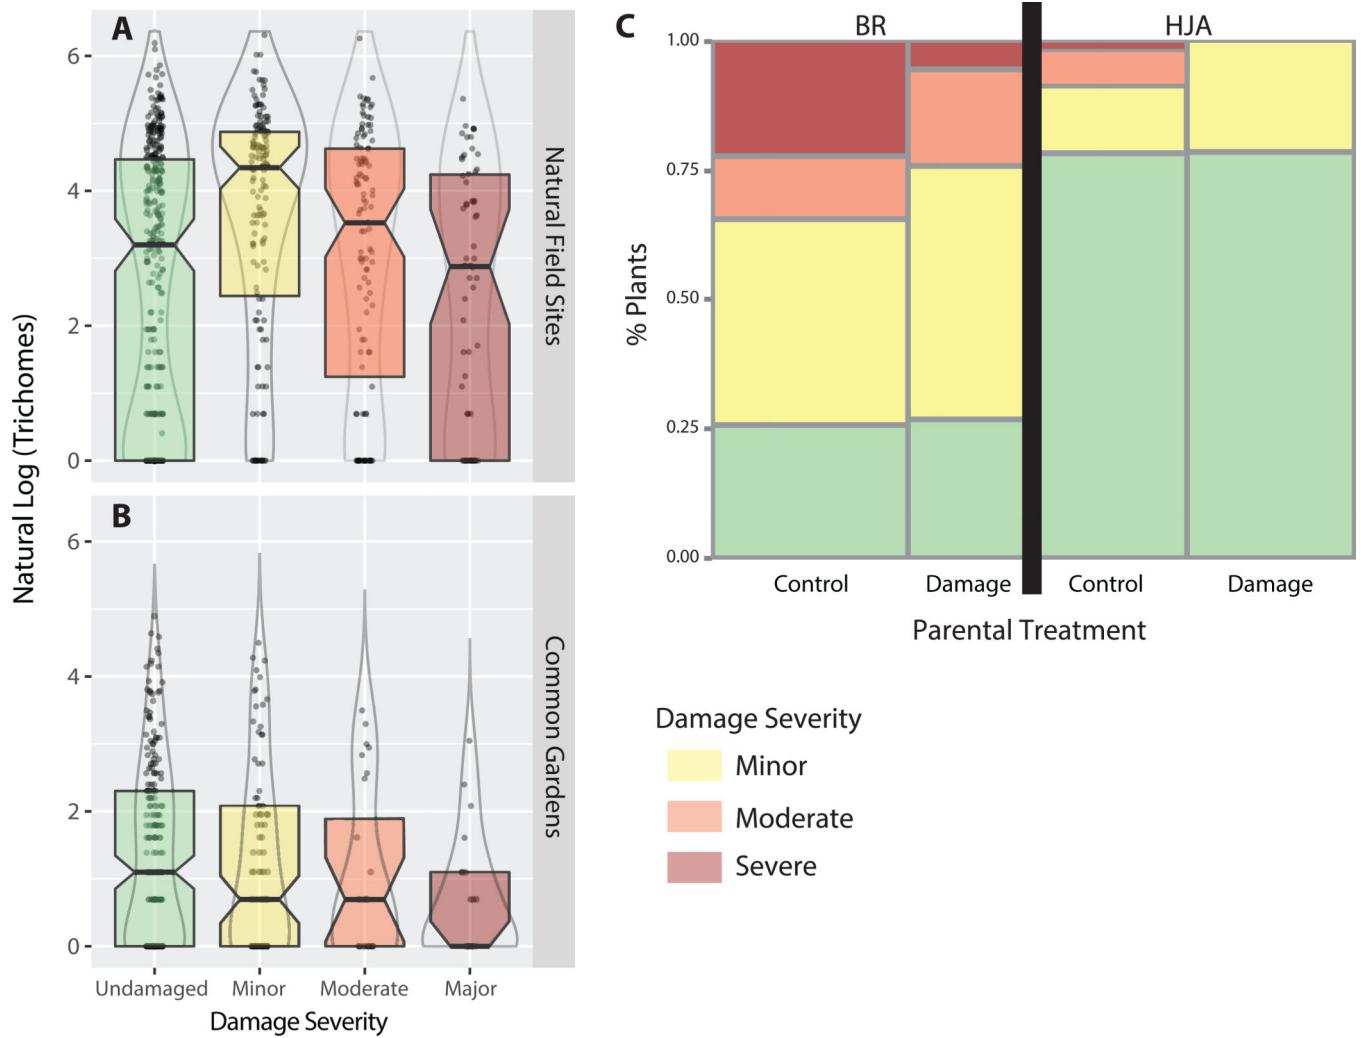 A
6
4
2
0
Natural Field Sites
B
6
4
2
0
Common Gardens
Natural Log (Trichomes)
Undamaged Minor Moderate Major
Damage Severity
C
BR HJA
1.00
0.75
0.50
0.25
0.00
% Plants
Control Damage Control Damage
Parental Treatment
Damage Severity
Minor
Moderate
Severe